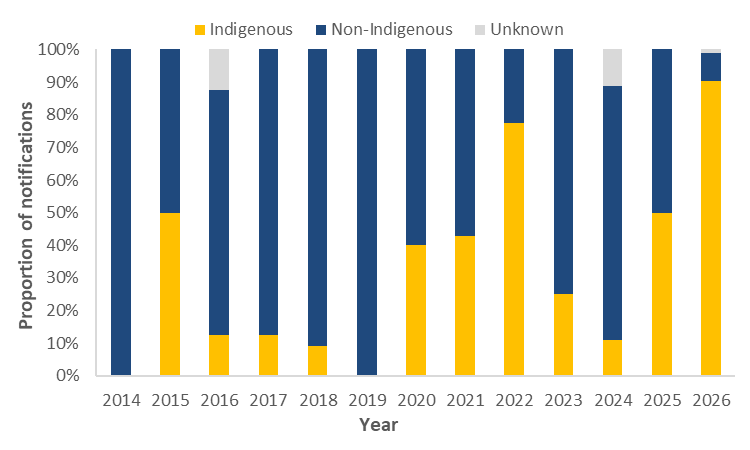 Indigenous Non-Indigenous Unknown
100%
90%
80%
70%
60%
50%
40%
30%
20%
10%
0%
Proportion of notifications
2014 2015 2016 2017 2018 2019 2020 2021 2022 2023 2024 2025 2026
Year